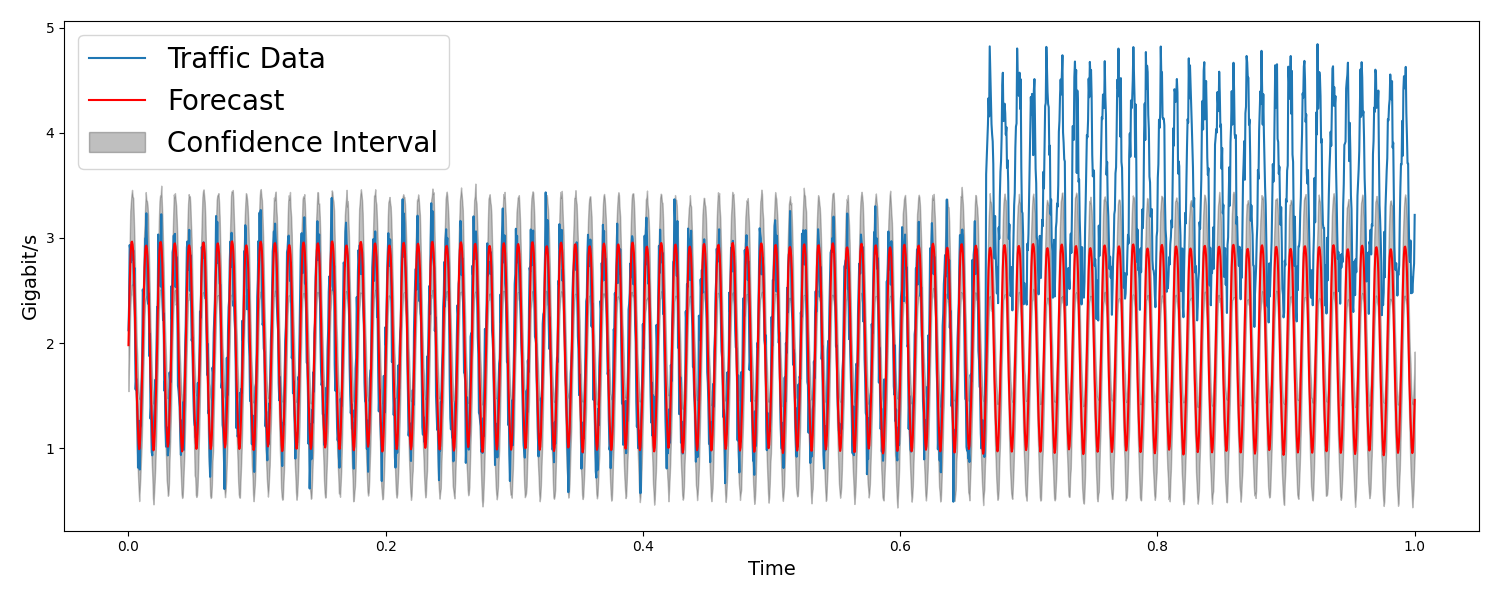 5
4
3
2
1
Gigabit/s
Traffic Data
Forecast
Confidence Interval
0.0 0.2 0.4 0.6 0.8 1.0
Time